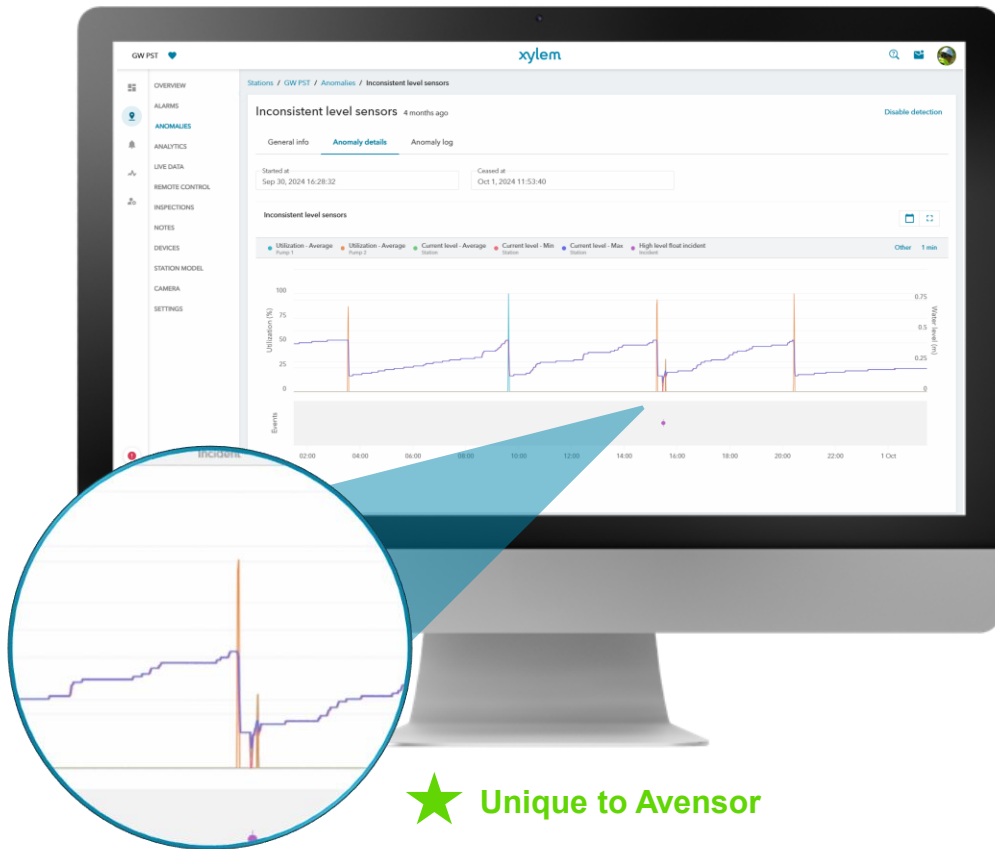 GW PST
xylem
OVERVIEW
ALARMS
ANOMALIES
ANALYTICS
LIVE DATA
REMOTE CONTROL
INSPECTIONS
NOTES
DEVICES
STATION MODEL
CAMERA
SETTINGS
Stations / GW PST / Anomalies / Inconsistent level sensors
Inconsistent level sensors 4 months ago
Disable detection
General info Anomaly details Anomaly log
Started at
Sep 30, 2024 16:28:32
Ceased at
Oct 1, 2024 11:53:40
Inconsistent level sensors
Utilization - Average
Pump 1
Utilization - Average
Pump 2
Current level - Average
Station
Current level - Min
Station
Current level - Max
Station
High level float incident
Incident
Other 1 min
Utilization (%)
100
75
50
25
0
0.75
0.5
0.25
0
Water level (m)
Events
02:00 04:00 06:00 08:00 10:00 12:00 14:00 16:00 18:00 20:00 22:00 1 Oct
Incident
Unique to Avensor